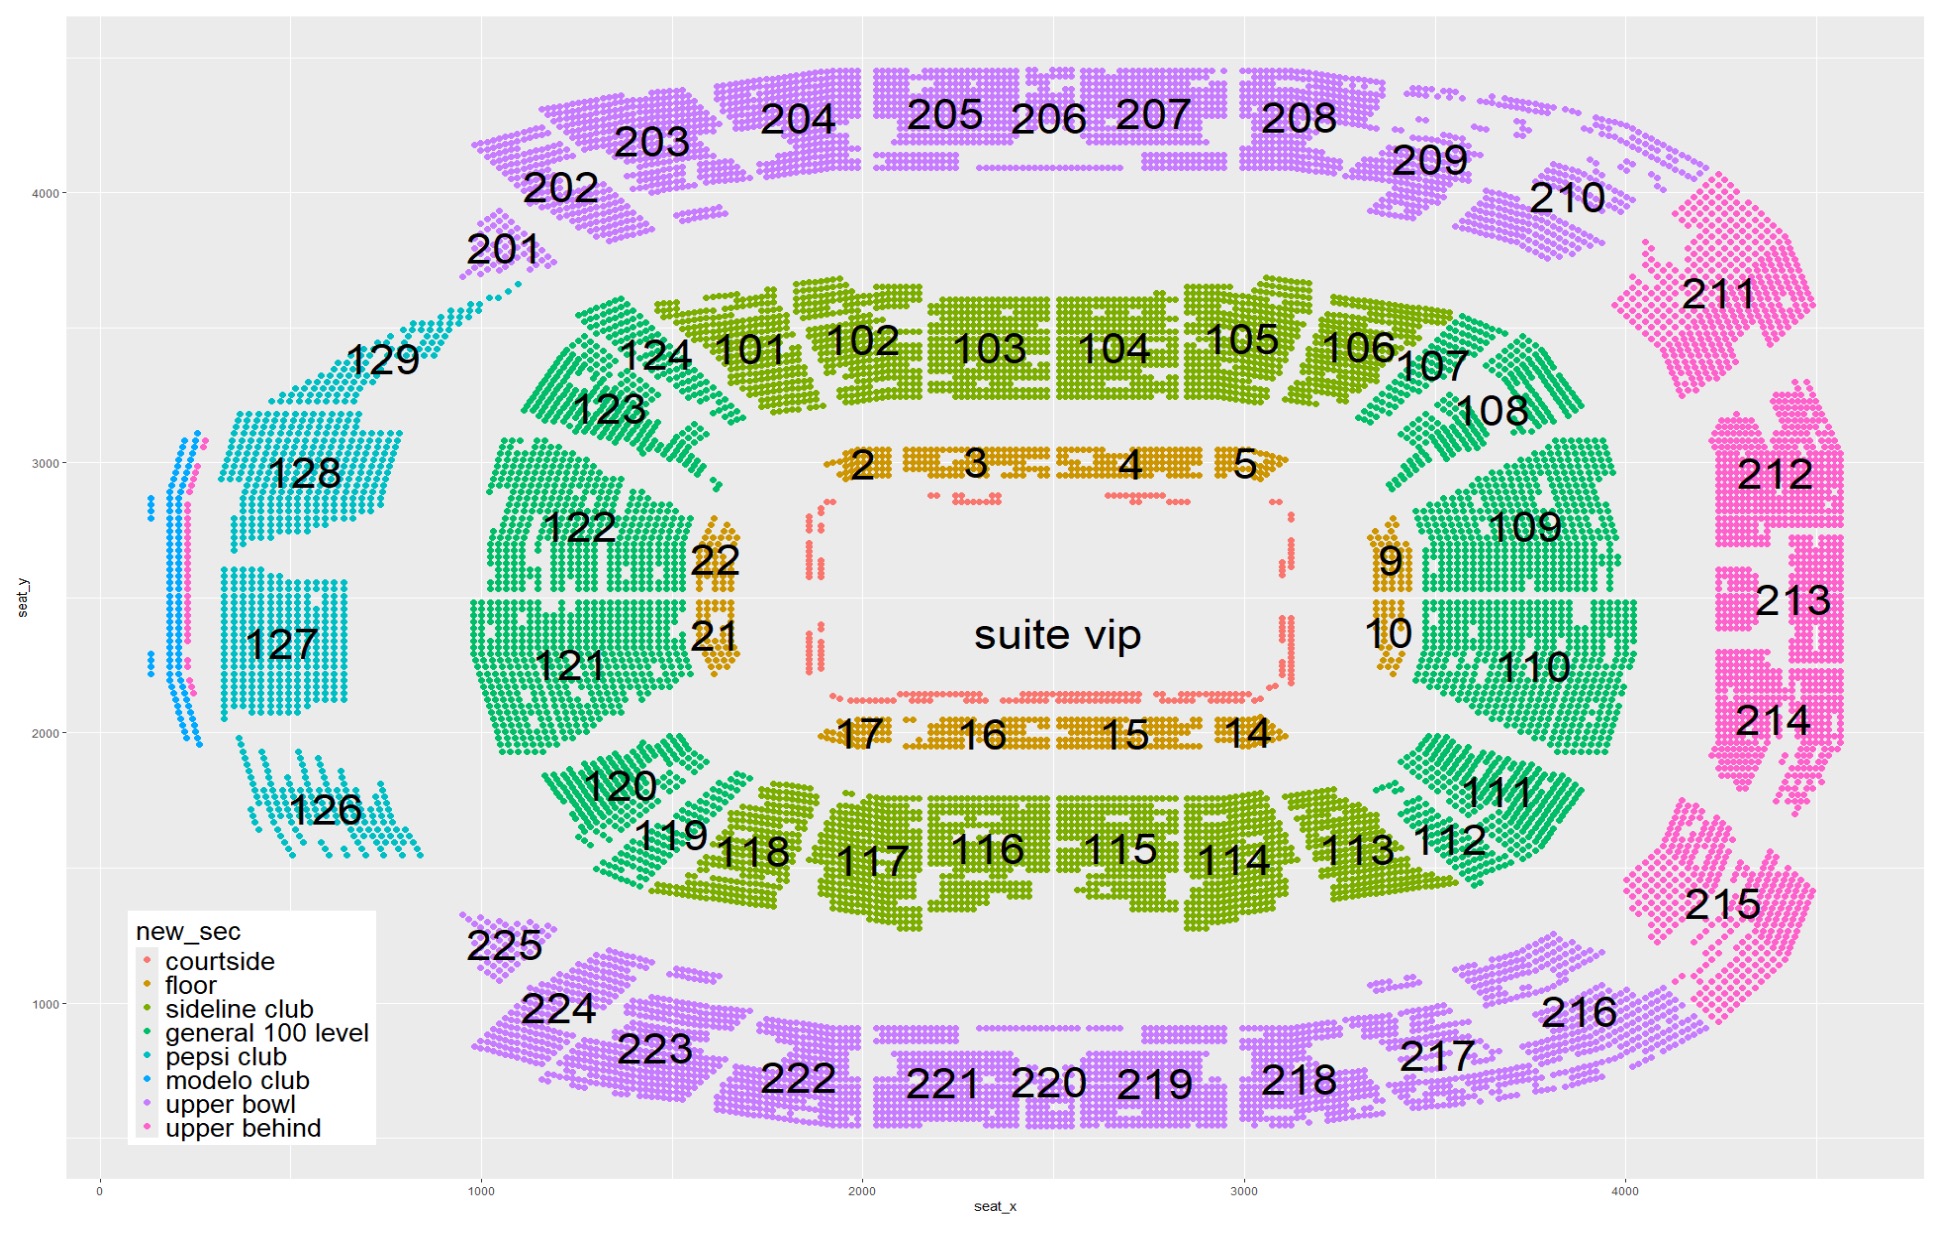 204 205 206 207 208
203 209
202 210
201
211
129 124 101 102 103 104 105 106 107
123 108
128 2 3 4 5 212
122 109
22 9
213
127 21 suite vip 10
121 110
17 16 15 14 214
126 120 111
119 118 117 116 115 114 113 112
215
225
224 216
223 217
222 221 220 219 218
new_sec
courtside
floor
sideline club
general 100 level
pepsi club
modelo club
upper bowl
upper behind
4000
3000
2000
1000
seat_y
0 1000 2000 3000 4000
seat_x